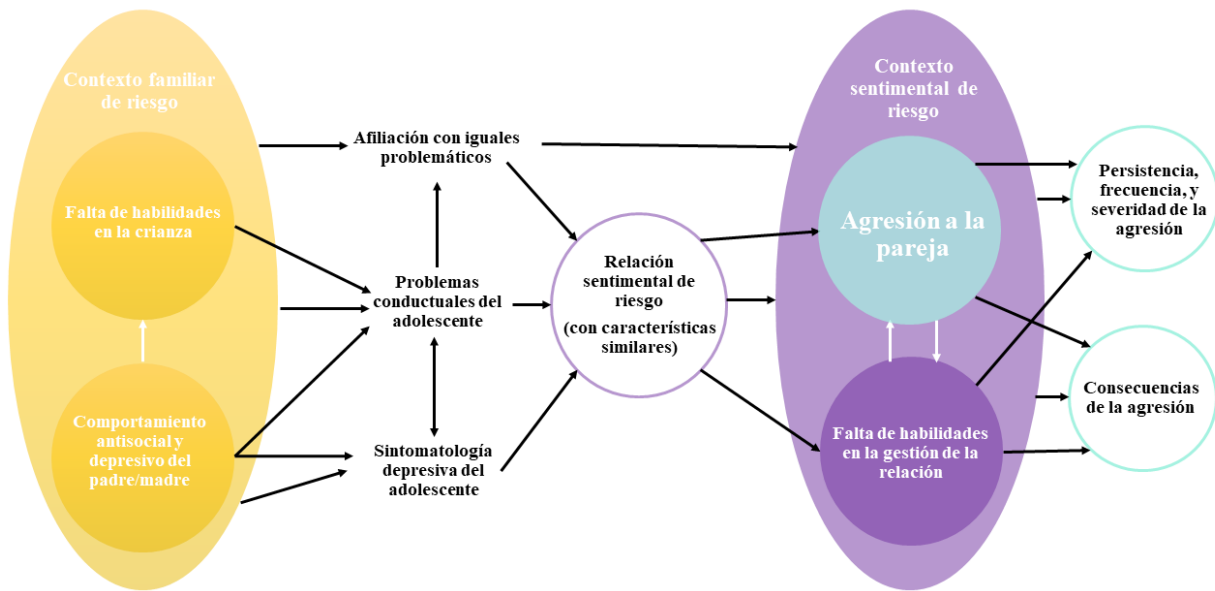 Contexto familiar
de riesgo
Falta de habilidades
en la crianza
Comportamiento
antisocial y
depresivo del
padre/madre
Afiliación con iguales
problemáticos
Problemas
conductuales del
adolescente
Sintomatología
depresiva del
adolescente
Relación
sentimental de
riesgo
(con características
similares)
Contexto
sentimental de
riesgo
Agresión a la
pareja
Falta de habilidades
en la gestión de la
relación
Persistencia,
frecuencia, y
severidad de la
agresión
Consecuencias
de la agresión